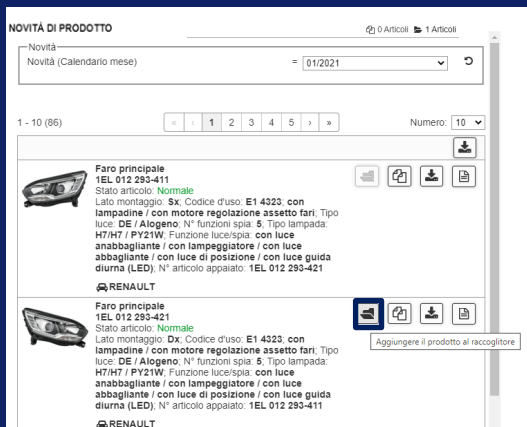 NOVITÀ DI PRODOTTO
0 Articoli 1 Articoli
Novità
Novità (Calendario mese) = 01/2021
1 - 10 (86) « ‹ 1 2 3 4 5 › » Numero: 10
Faro principale
1EL 012 293-411
Stato articolo: Normale
Lato montaggio: Sx; Codice d'uso: E1 4323; con
lampadine / con motore regolazione assetto fari; Tipo
luce: DE / Alogeno; N° funzioni spia: 5; Tipo lampada:
H7/H7 / PY21W; Funzione luce/spia: con luce
anabbagliante / con lampeggiatore / con luce
abbagliante / con luce di posizione / con luce guida
diurna (LED); N° articolo appaiato: 1EL 012 293-421
RENAULT
Faro principale
1EL 012 293-421
Stato articolo: Normale
Lato montaggio: Dx; Codice d'uso: E1 4323; con
lampadine / con motore regolazione assetto fari; Tipo
luce: DE / Alogeno; N° funzioni spia: 5; Tipo lampada:
H7/H7 / PY21W; Funzione luce/spia: con luce
anabbagliante / con lampeggiatore / con luce
abbagliante / con luce di posizione / con luce guida
diurna (LED); N° articolo appaiato: 1EL 012 293-411
RENAULT
Aggiungere il prodotto al raccoglitore